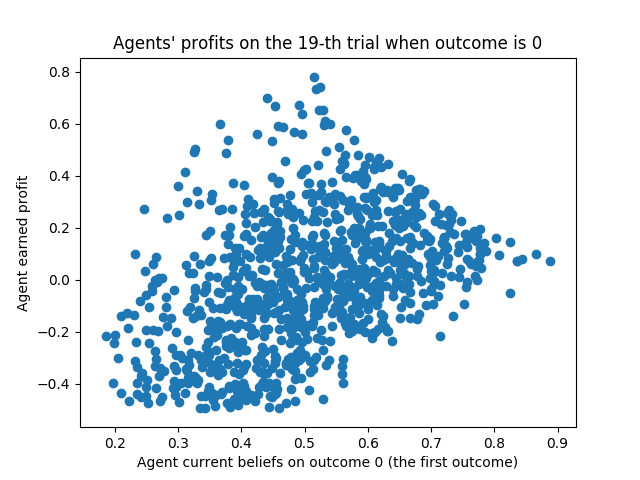 Agents' profits on the 19-th trial when outcome is 0
Agent earned profit
0.8
0.6
0.4
0.2
0.0
−0.2
−0.4
0.2 0.3 0.4 0.5 0.6 0.7 0.8 0.9
Agent current beliefs on outcome 0 (the first outcome)